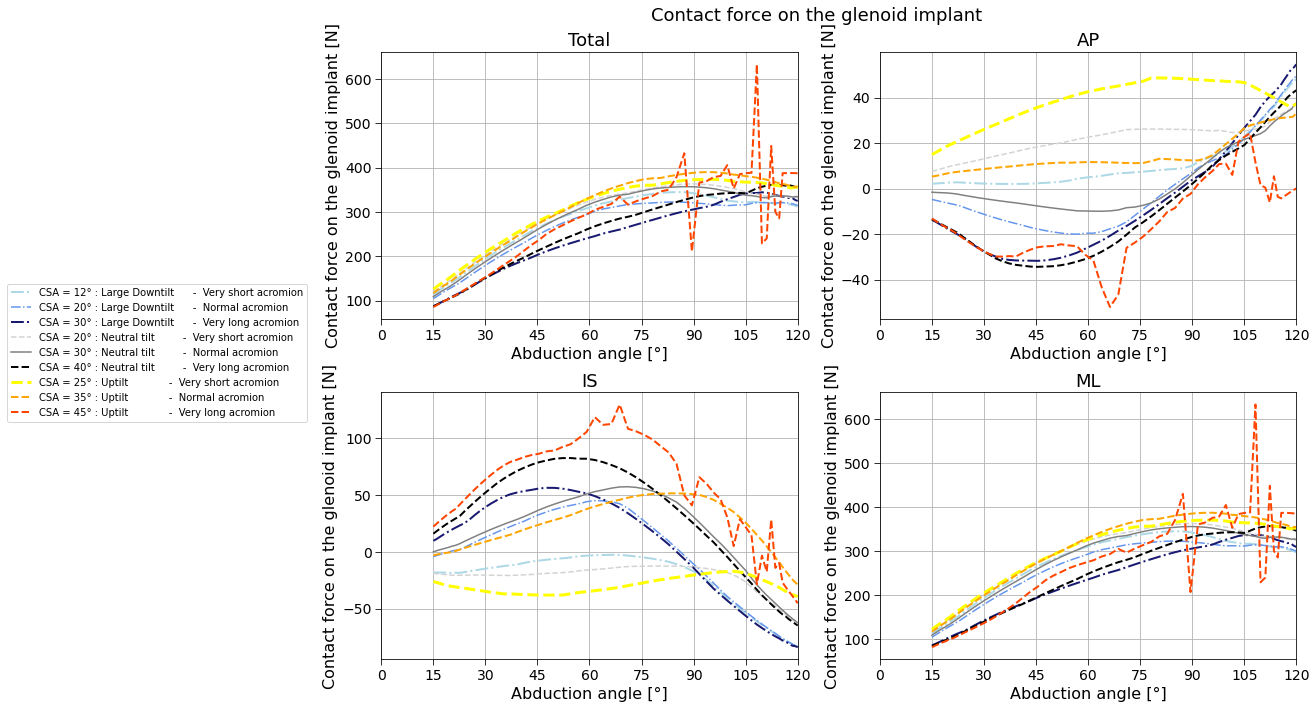 Contact force on the glenoid implant
Total
Contact force on the glenoid implant [N]
600
500
400
300
200
100
0 15 30 45 60 75 90 105 120
Abduction angle [°]
AP
Contact force on the glenoid implant [N]
40
20
0
−20
−40
0 15 30 45 60 75 90 105 120
Abduction angle [°]
CSA = 12° : Large Downtilt - Very short acromion
CSA = 20° : Large Downtilt - Normal acromion
CSA = 30° : Large Downtilt - Very long acromion
CSA = 20° : Neutral tilt - Very short acromion
CSA = 30° : Neutral tilt - Normal acromion
CSA = 40° : Neutral tilt - Very long acromion
CSA = 25° : Uptilt - Very short acromion
CSA = 35° : Uptilt - Normal acromion
CSA = 45° : Uptilt - Very long acromion
IS
Contact force on the glenoid implant [N]
100
50
0
−50
0 15 30 45 60 75 90 105 120
Abduction angle [°]
ML
Contact force on the glenoid implant [N]
600
500
400
300
200
100
0 15 30 45 60 75 90 105 120
Abduction angle [°]